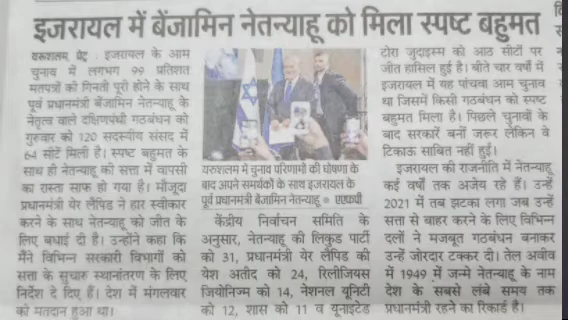 इजरायल में बेंजामिन नेतन्याहू को मिला स्पष्ट बहुमत
यरुशलम, प्रेट्र : इजरायल के आम
चुनाव में लगभग 99 प्रतिशत
मतपत्रों की गिनती पूरी होने के साथ
पूर्व प्रधानमंत्री बेंजामिन नेतन्याहू के
नेतृत्व वाले दक्षिणपंथी गठबंधन को
गुरुवार को 120 सदस्यीय संसद में
64 सीटें मिली है। स्पष्ट बहुमत के
साथ ही नेतन्याहू की सत्ता में वापसी
का रास्ता साफ हो गया है। मौजूदा
प्रधानमंत्री येर लैपिड ने हार स्वीकार
करने के साथ नेतन्याहू को जीत के
लिए बधाई दी है। उन्होंने कहा कि
मैंने विभिन्न सरकारी विभागों को
सत्ता के सुचारु स्थानांतरण के लिए
निर्देश दे दिए हैं। देश में मंगलवार
को मतदान हुआ था।
यरुशलम में चुनाव परिणामों की घोषणा के
बाद अपने समर्थकों के साथ इजरायल के
पूर्व प्रधानमंत्री बेंजामिन नेतन्याहू ● एएफपी
केंद्रीय निर्वाचन समिति के
अनुसार, नेतन्याहू की लिकुड पार्टी
को 31, प्रधानमंत्री येर लैपिड की
येश अतीद को 24, रिलीजियस
जियोनिज्म को 14, नेशनल यूनिटी
को 12, शास को 11 व यूनाइटेड
टोरा जुदाइस्म को आठ सीटों पर
जीत हासिल हुई है। बीते चार वर्षों में
इजरायल में यह पांचवा आम चुनाव
था जिसमें किसी गठबंधन को स्पष्ट
बहुमत मिला है। पिछले चुनावों के
बाद सरकारें बनीं जरूर लेकिन वे
टिकाऊ साबित नहीं हुईं।
इजरायल की राजनीति में नेतन्याहू
कई वर्षों तक अजेय रहे हैं। उन्हें
2021 में तब झटका लगा जब उन्हें
सत्ता से बाहर करने के लिए विभिन्न
दलों ने मजबूत गठबंधन बनाकर
उन्हें जोरदार टक्कर दी। तेल अवीव
में 1949 में जन्मे नेतन्याहू के नाम
देश के सबसे लंबे समय तक
प्रधानमंत्री रहने का रिकार्ड है।